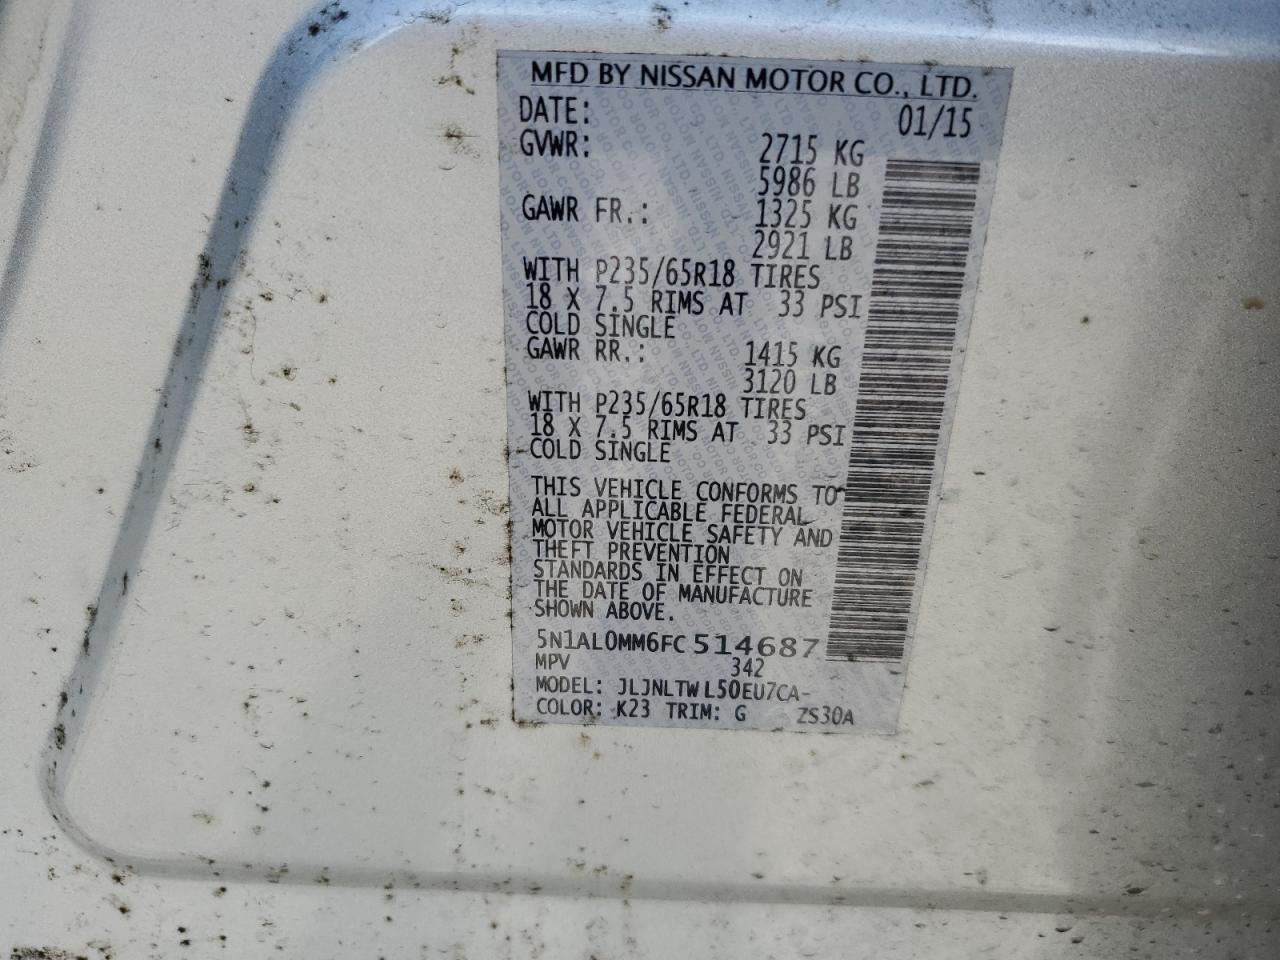 MFD BY NISSAN MOTOR CO., LTD.
DATE: 01/15
GVWR: 2715 KG
5986 LB
GAWR FR.: 1325 KG
2921 LB
WITH P235/65R18 TIRES
18 X 7.5 RIMS AT 33 PSI
COLD SINGLE
GAWR RR.: 1415 KG
3120 LB
WITH P235/65R18 TIRES
18 X 7.5 RIMS AT 33 PSI
COLD SINGLE
THIS VEHICLE CONFORMS TO
ALL APPLICABLE FEDERAL
MOTOR VEHICLE SAFETY AND
THEFT PREVENTION
STANDARDS IN EFFECT ON
THE DATE OF MANUFACTURE
SHOWN ABOVE.
5N1AL0MM6FC514687
MPV 342
MODEL: JLJNLTWL50EU7CA-
COLOR: K23 TRIM: G ZS30A